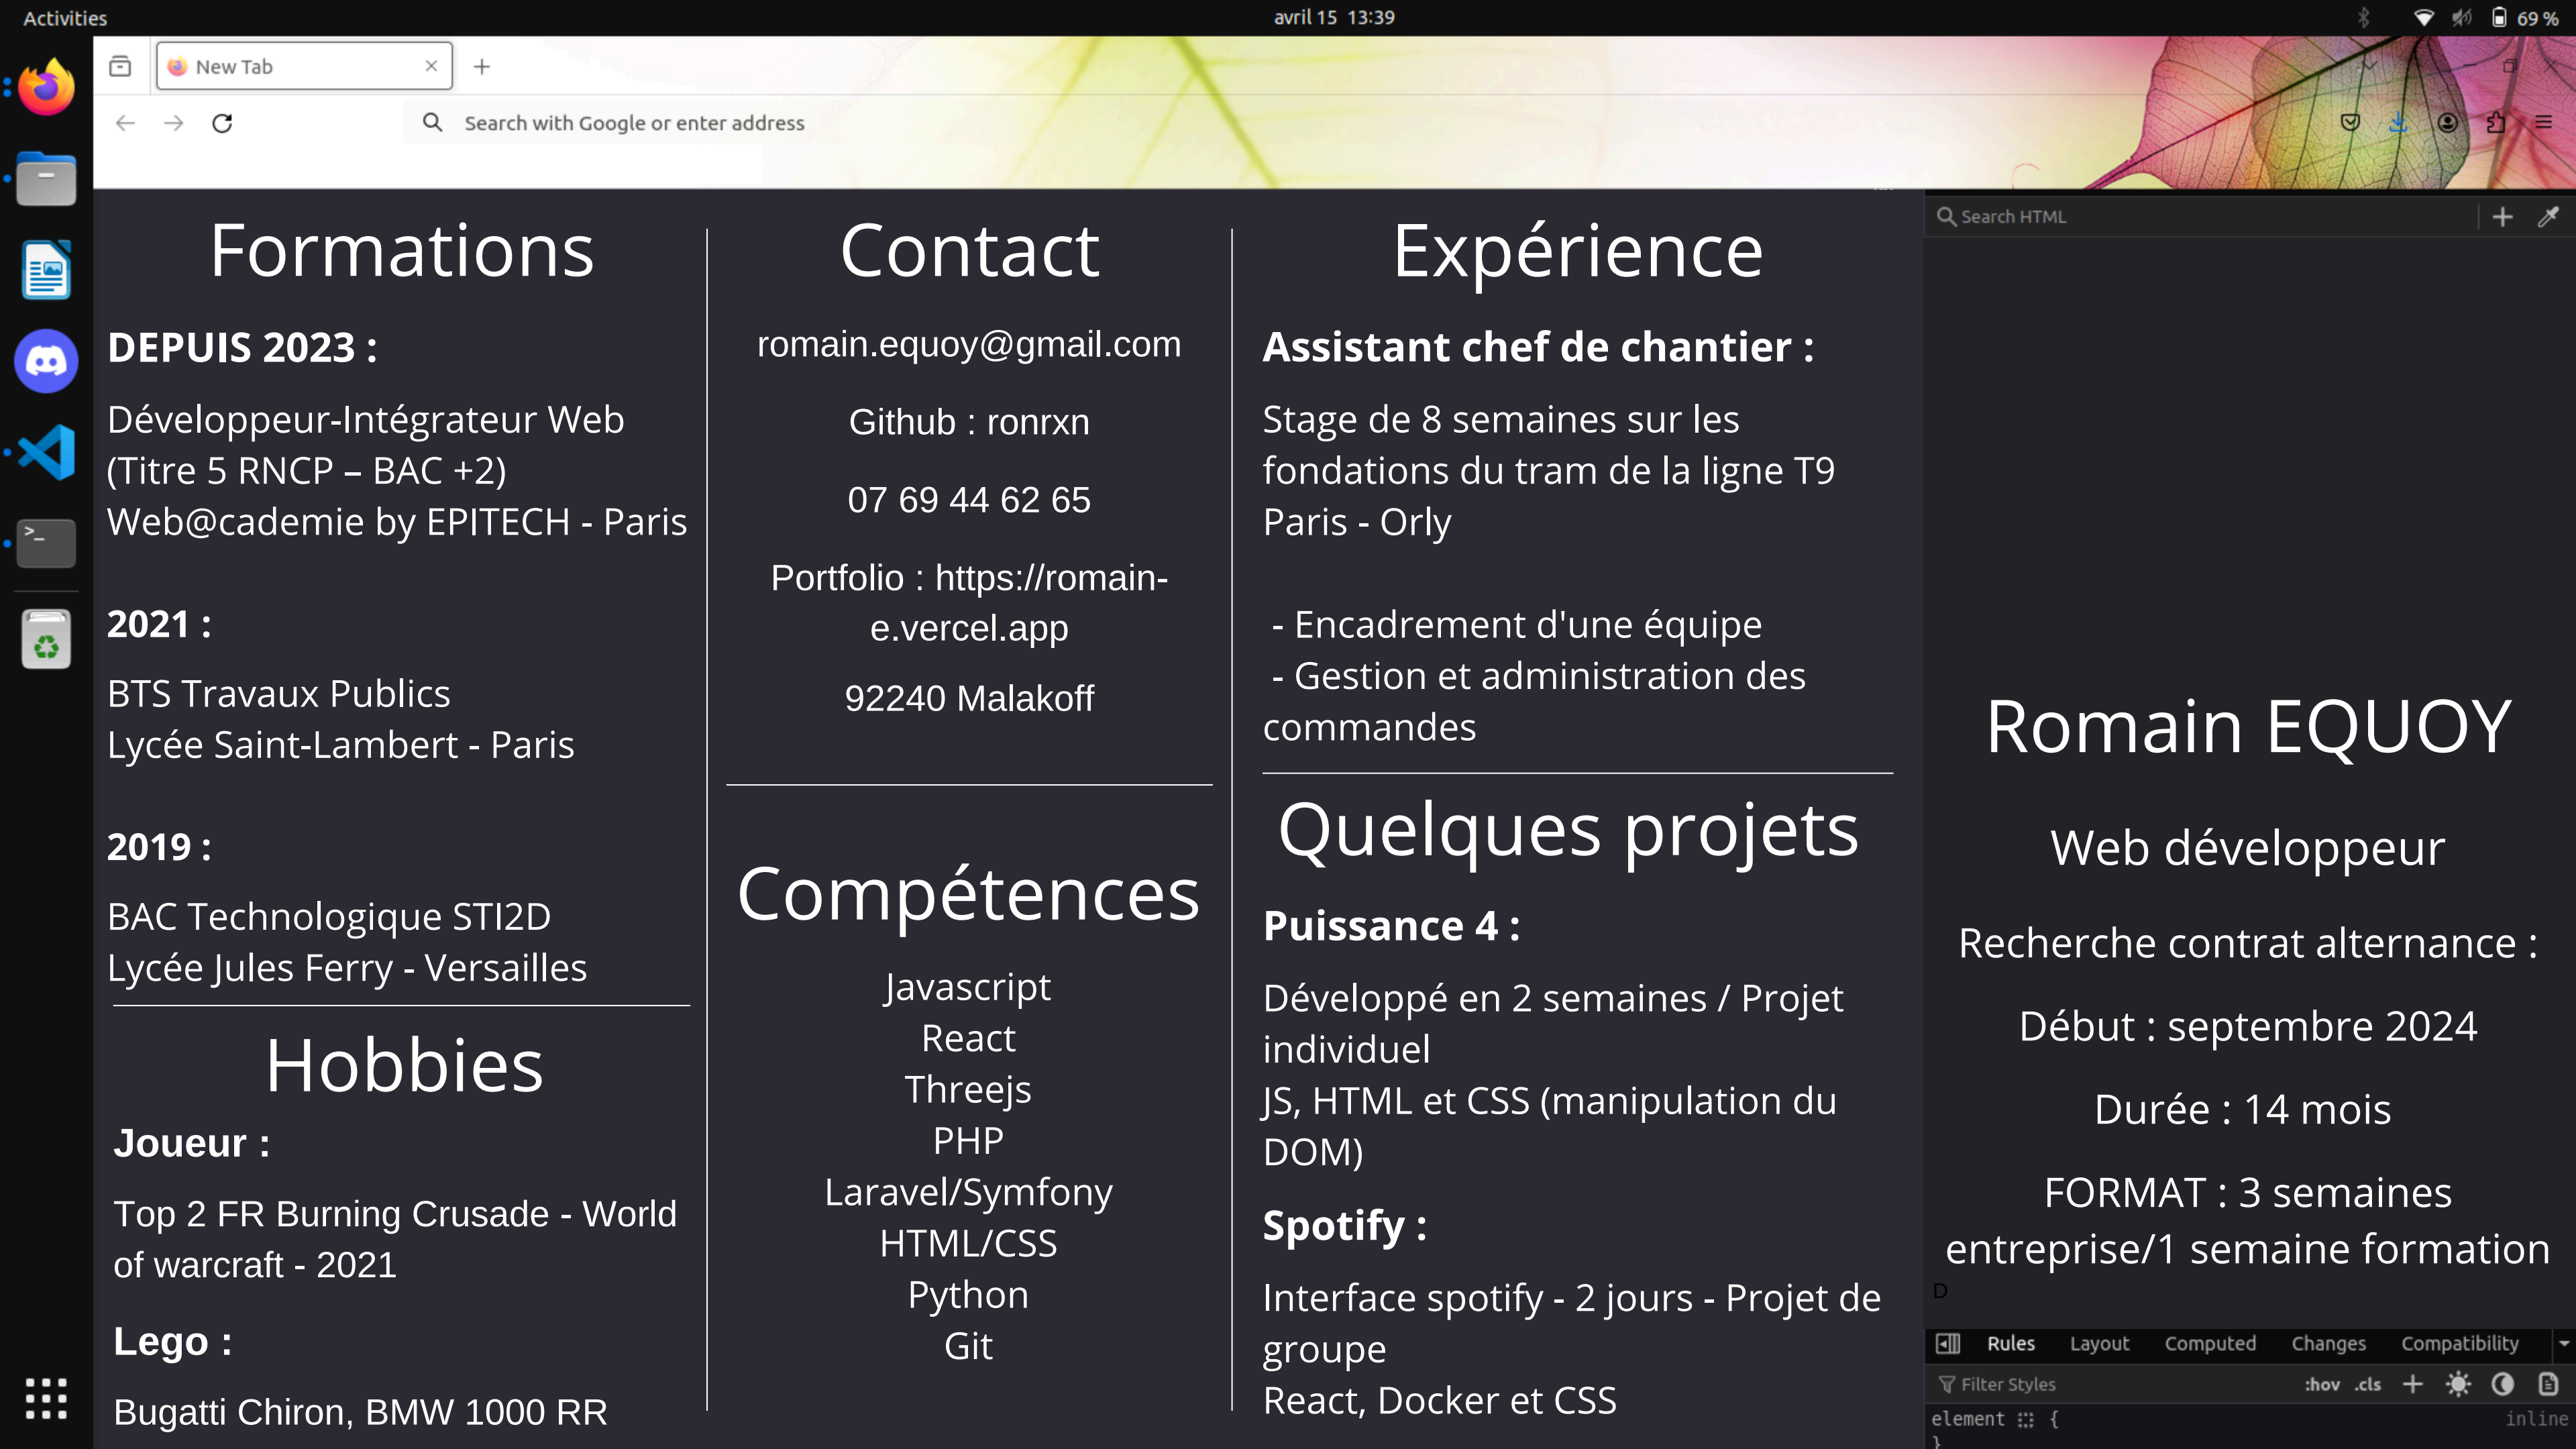 Activities
avril 15 13:39
69 %
New Tab
Search with Google or enter address
Formations
DEPUIS 2023 :
Développeur-Intégrateur Web
(Titre 5 RNCP – BAC +2)
Web@cademie by EPITECH - Paris
2021 :
BTS Travaux Publics
Lycée Saint-Lambert - Paris
2019 :
BAC Technologique STI2D
Lycée Jules Ferry - Versailles
Hobbies
Joueur :
Top 2 FR Burning Crusade - World
of warcraft - 2021
Lego :
Bugatti Chiron, BMW 1000 RR
Contact
romain.equoy@gmail.com
Github : ronrxn
07 69 44 62 65
Portfolio : https://romain-
e.vercel.app
92240 Malakoff
Compétences
Javascript
React
Threejs
PHP
Laravel/Symfony
HTML/CSS
Python
Git
Expérience
Assistant chef de chantier :
Stage de 8 semaines sur les
fondations du tram de la ligne T9
Paris - Orly
- Encadrement d'une équipe
- Gestion et administration des
commandes
Quelques projets
Puissance 4 :
Développé en 2 semaines / Projet
individuel
JS, HTML et CSS (manipulation du
DOM)
Spotify :
Interface spotify - 2 jours - Projet de
groupe
React, Docker et CSS
Search HTML
Romain EQUOY
Web développeur
Recherche contrat alternance :
Début : septembre 2024
Durée : 14 mois
FORMAT : 3 semaines
entreprise/1 semaine formation
D
Rules Layout Computed Changes Compatibility
Filter Styles :hov .cls
element { inline
}